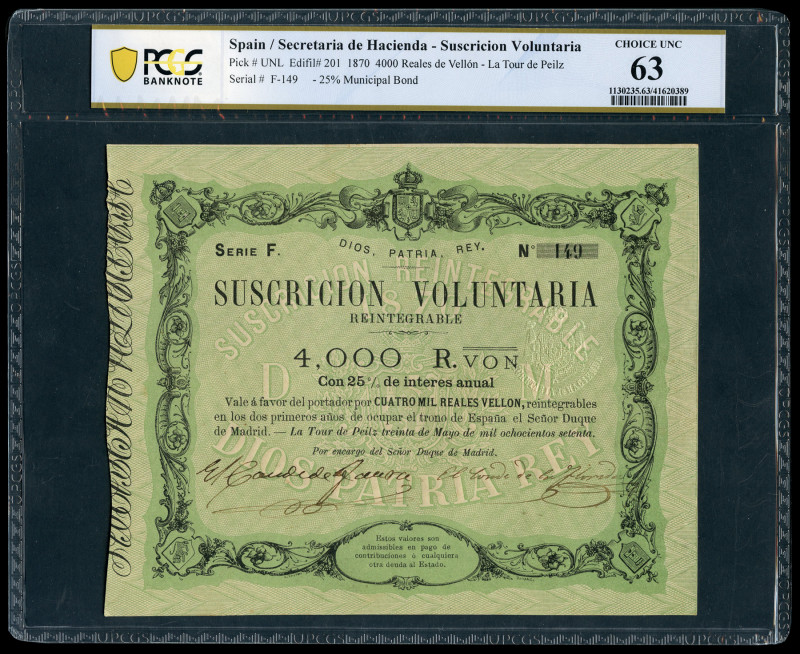 PCGS
BANKNOTE
Spain / Secretaria de Hacienda - Suscricion Voluntaria
Pick # UNL Edifil# 201 1870 4000 Reales de Vellón - La Tour de Peilz
Serial # F-149 - 25% Municipal Bond
CHOICE UNC
63
1130235.63/41620389
SERIE F.
DIOS, PATRIA, REY.
Nº 149
SUSCRICION REINTEGRABLE
SUSCRICION VOLUNTARIA
REINTEGRABLE
4,000 R.VON
D M
Con 25 % de interes anual
Vale á favor del portador por CUATRO MIL REALES VELLON, reintegrables
en los dos primeros años, de ocupar el trono de España el Señor Duque
de Madrid. — La Tour de Peilz treinta de Mayo de mil ochocientos setenta.
Por encargo del Señor Duque de Madrid.
DIOS PATRIA REY
Estos valores son
admisibles en pago de
contribuciones ó cualquiera
otra deuda al Estado.